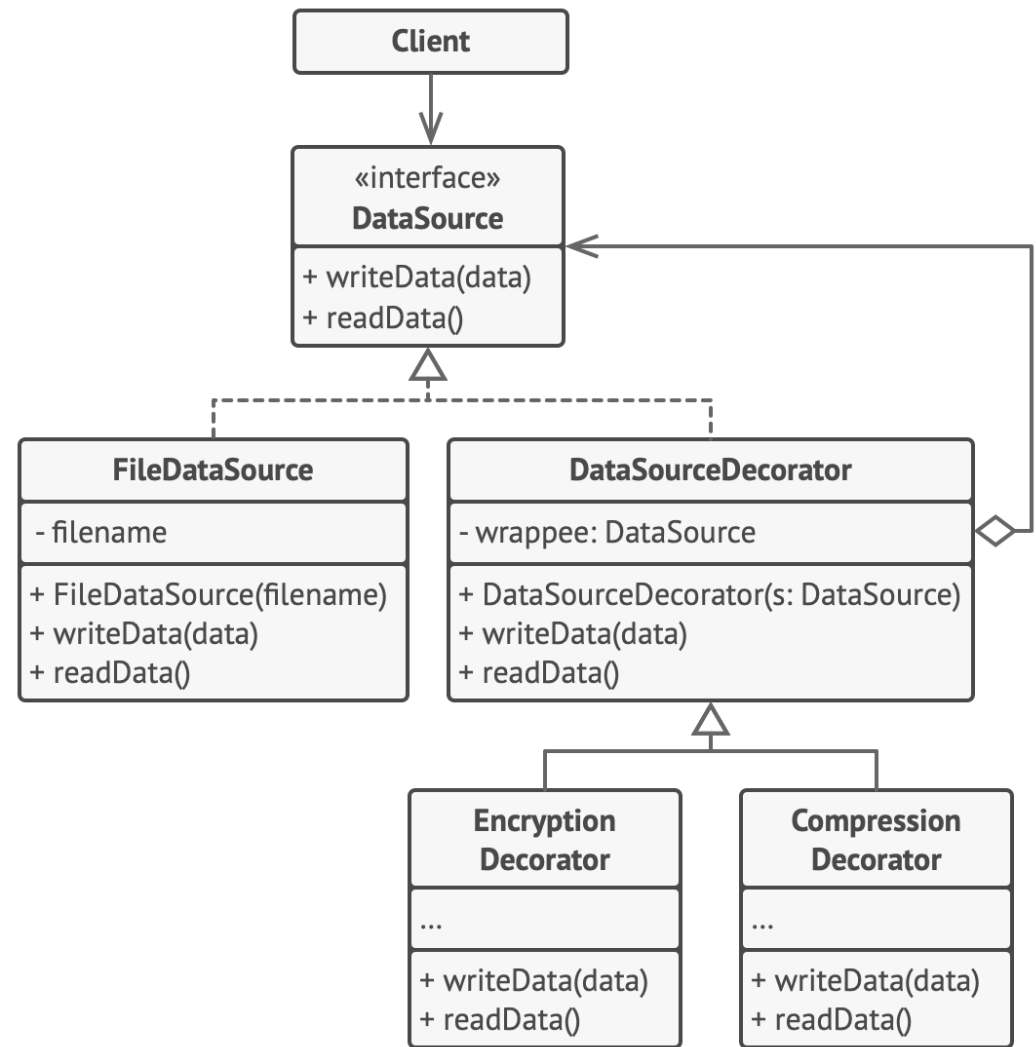 Client
«interface»
DataSource
+ writeData(data)
+ readData()
FileDataSource
- filename
+ FileDataSource(filename)
+ writeData(data)
+ readData()
DataSourceDecorator
- wrappee: DataSource
+ DataSourceDecorator(s: DataSource)
+ writeData(data)
+ readData()
Encryption
Decorator
...
+ writeData(data)
+ readData()
Compression
Decorator
...
+ writeData(data)
+ readData()